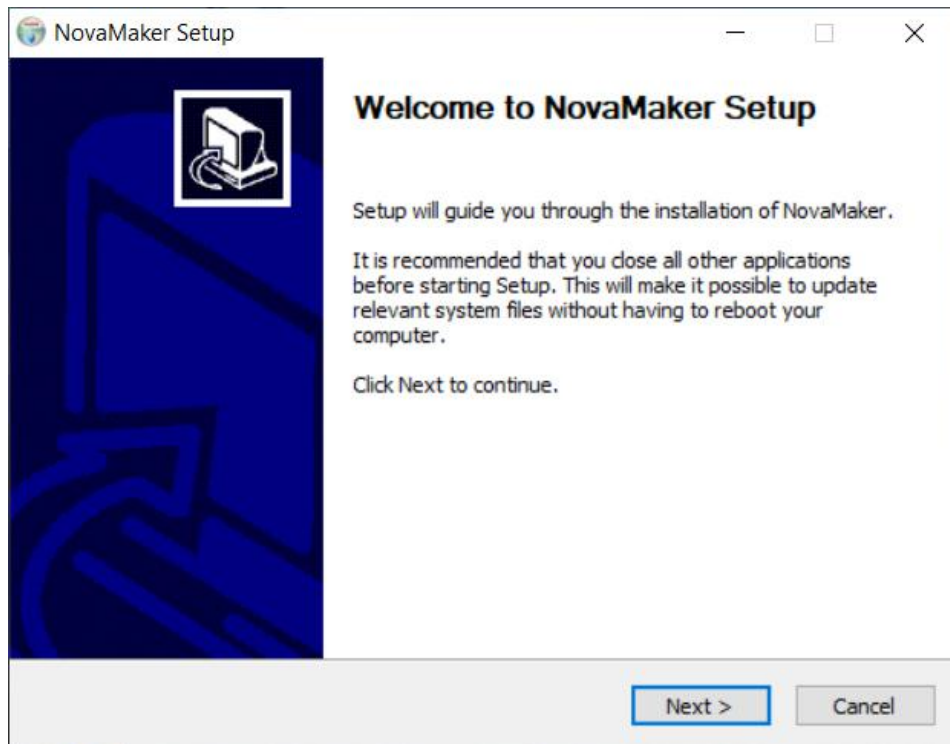 NovaMaker Setup
Welcome to NovaMaker Setup
Setup will guide you through the installation of NovaMaker.
It is recommended that you close all other applications
before starting Setup. This will make it possible to update
relevant system files without having to reboot your
computer.
Click Next to continue.
Next >
Cancel